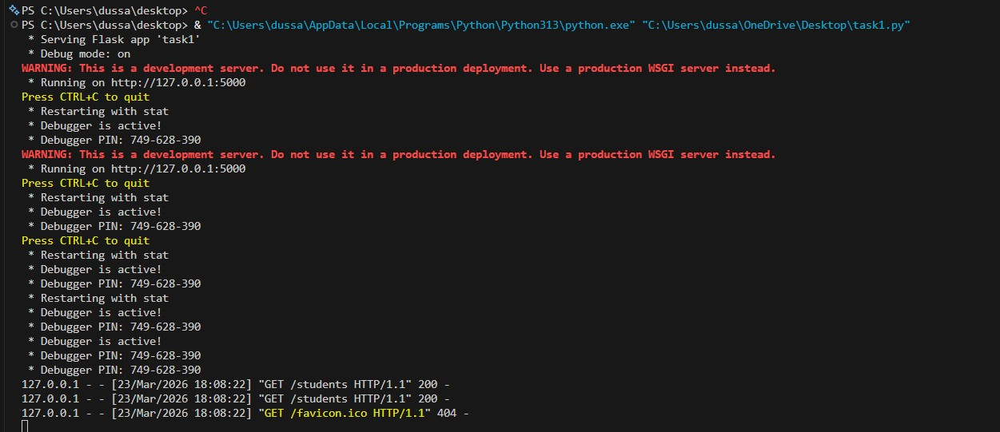 PS C:\Users\dussa\desktop> ^C
PS C:\Users\dussa\desktop> & "C:\Users\dussa\AppData\Local\Programs\Python\Python313\python.exe" "C:\Users\dussa\OneDrive\Desktop\task1.py"
 * Serving Flask app 'task1'
 * Debug mode: on
WARNING: This is a development server. Do not use it in a production deployment. Use a production WSGI server instead.
 * Running on http://127.0.0.1:5000
Press CTRL+C to quit
 * Restarting with stat
 * Debugger is active!
 * Debugger PIN: 749-628-390
WARNING: This is a development server. Do not use it in a production deployment. Use a production WSGI server instead.
 * Running on http://127.0.0.1:5000
Press CTRL+C to quit
 * Restarting with stat
 * Debugger is active!
 * Debugger PIN: 749-628-390
Press CTRL+C to quit
 * Restarting with stat
 * Debugger is active!
 * Debugger PIN: 749-628-390
 * Restarting with stat
 * Debugger is active!
 * Debugger PIN: 749-628-390
 * Debugger is active!
 * Debugger PIN: 749-628-390
 * Debugger PIN: 749-628-390
127.0.0.1 - - [23/Mar/2026 18:08:22] "GET /students HTTP/1.1" 200 -
127.0.0.1 - - [23/Mar/2026 18:08:22] "GET /students HTTP/1.1" 200 -
127.0.0.1 - - [23/Mar/2026 18:08:22] "GET /favicon.ico HTTP/1.1" 404 -